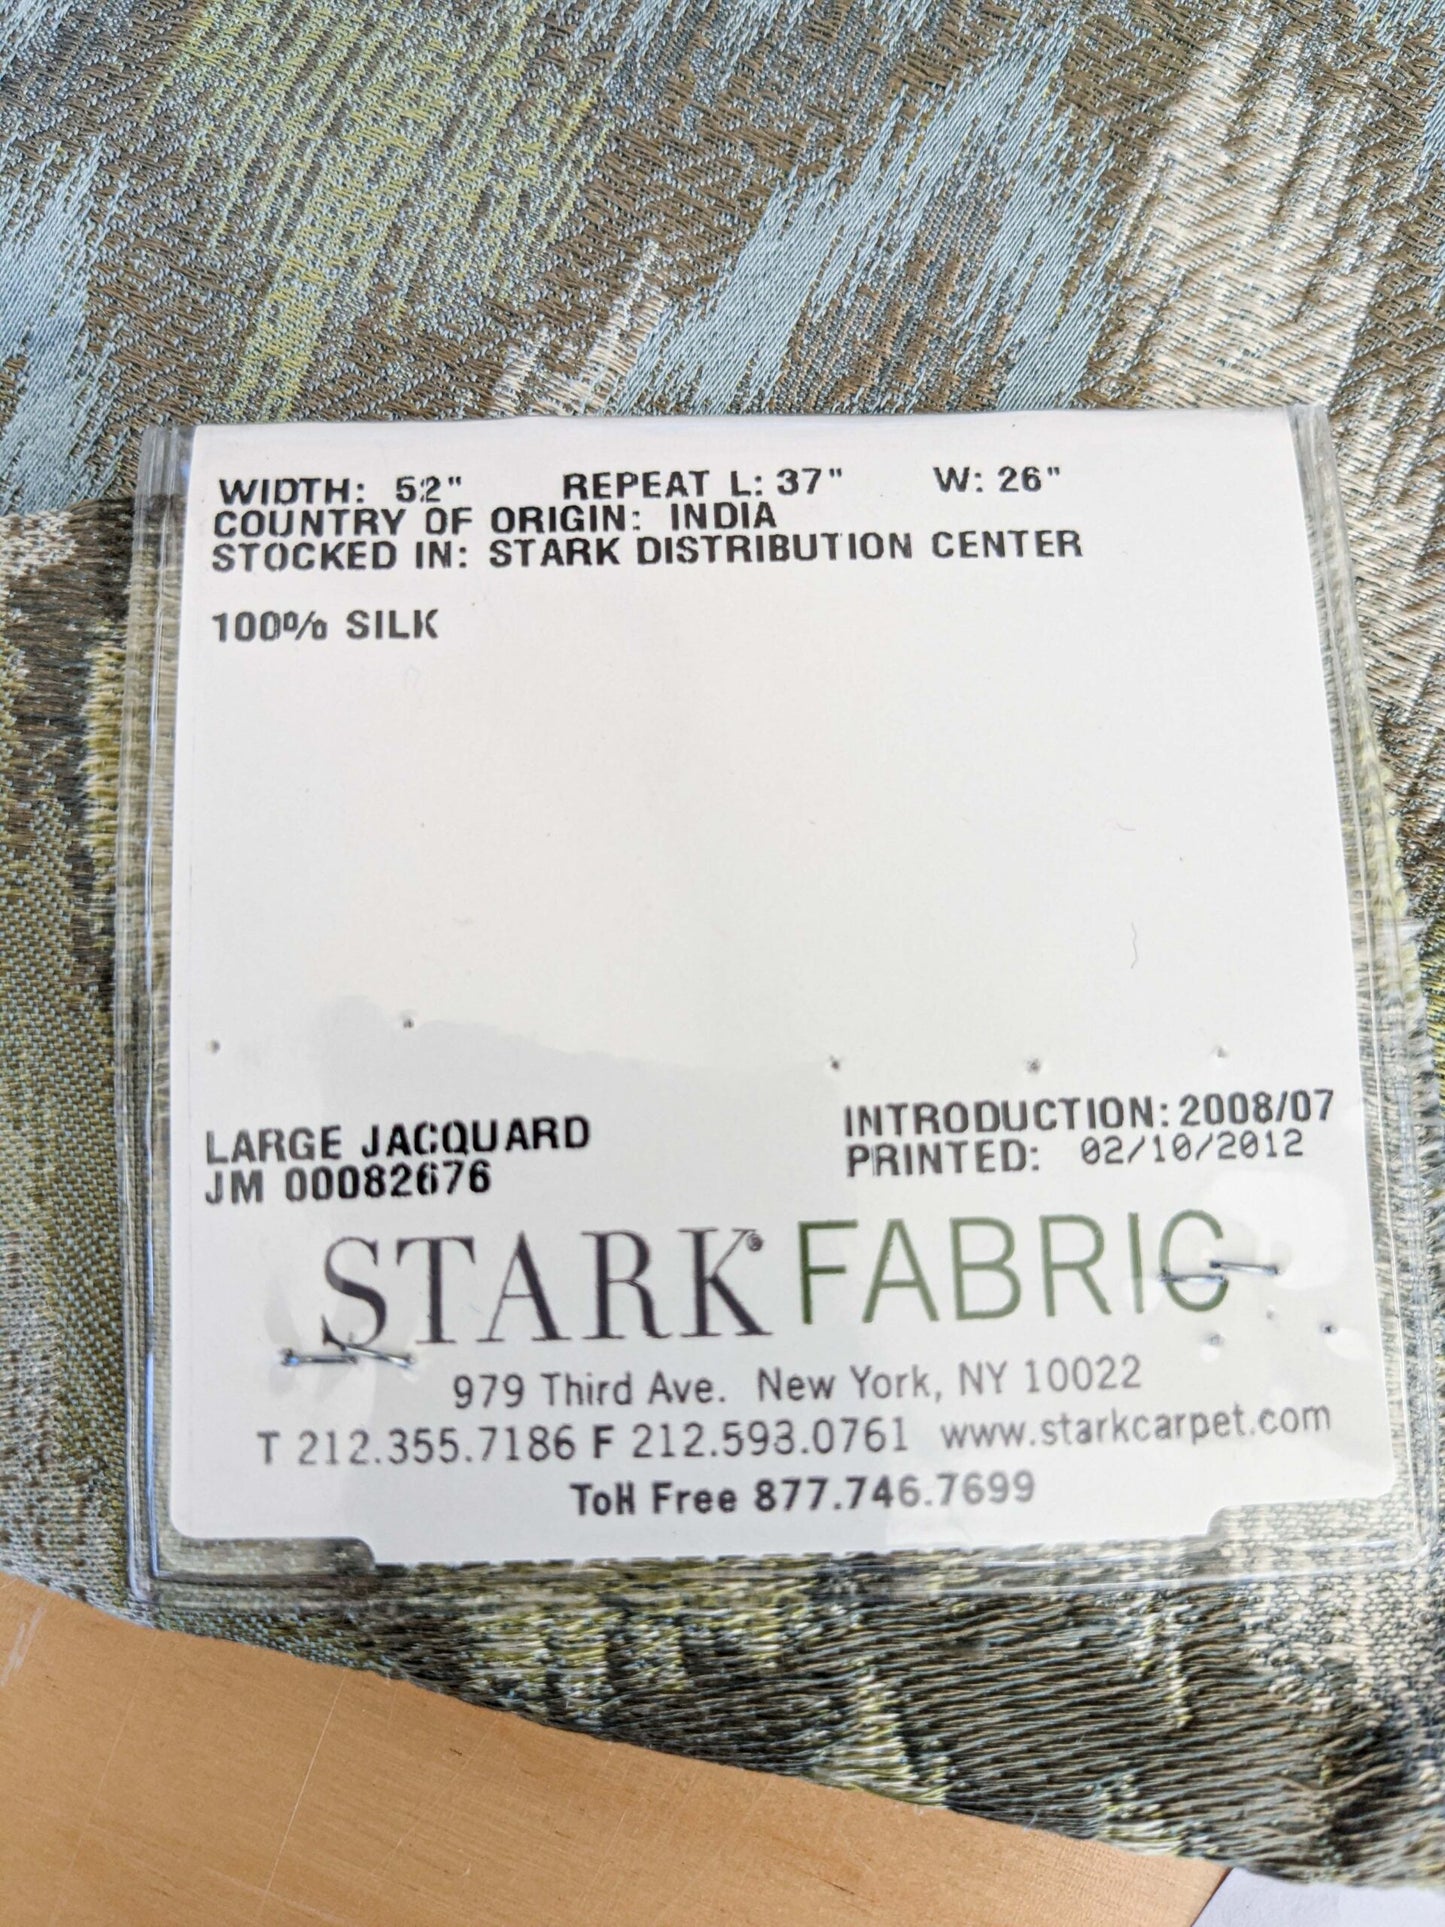 WIDTH: 52" REPEAT L: 37" W: 26"
COUNTRY OF ORIGIN: INDIA
STOCKED IN: STARK DISTRIBUTION CENTER
100% SILK
LARGE JACQUARD
JM 00082676
INTRODUCTION: 2008/07
PRINTED: 02/10/2012
STARK® FABRIC
979 Third Ave. New York, NY 10022
T 212.355.7186 F 212.593.0761 www.starkcarpet.com
Toll Free 877.746.7699